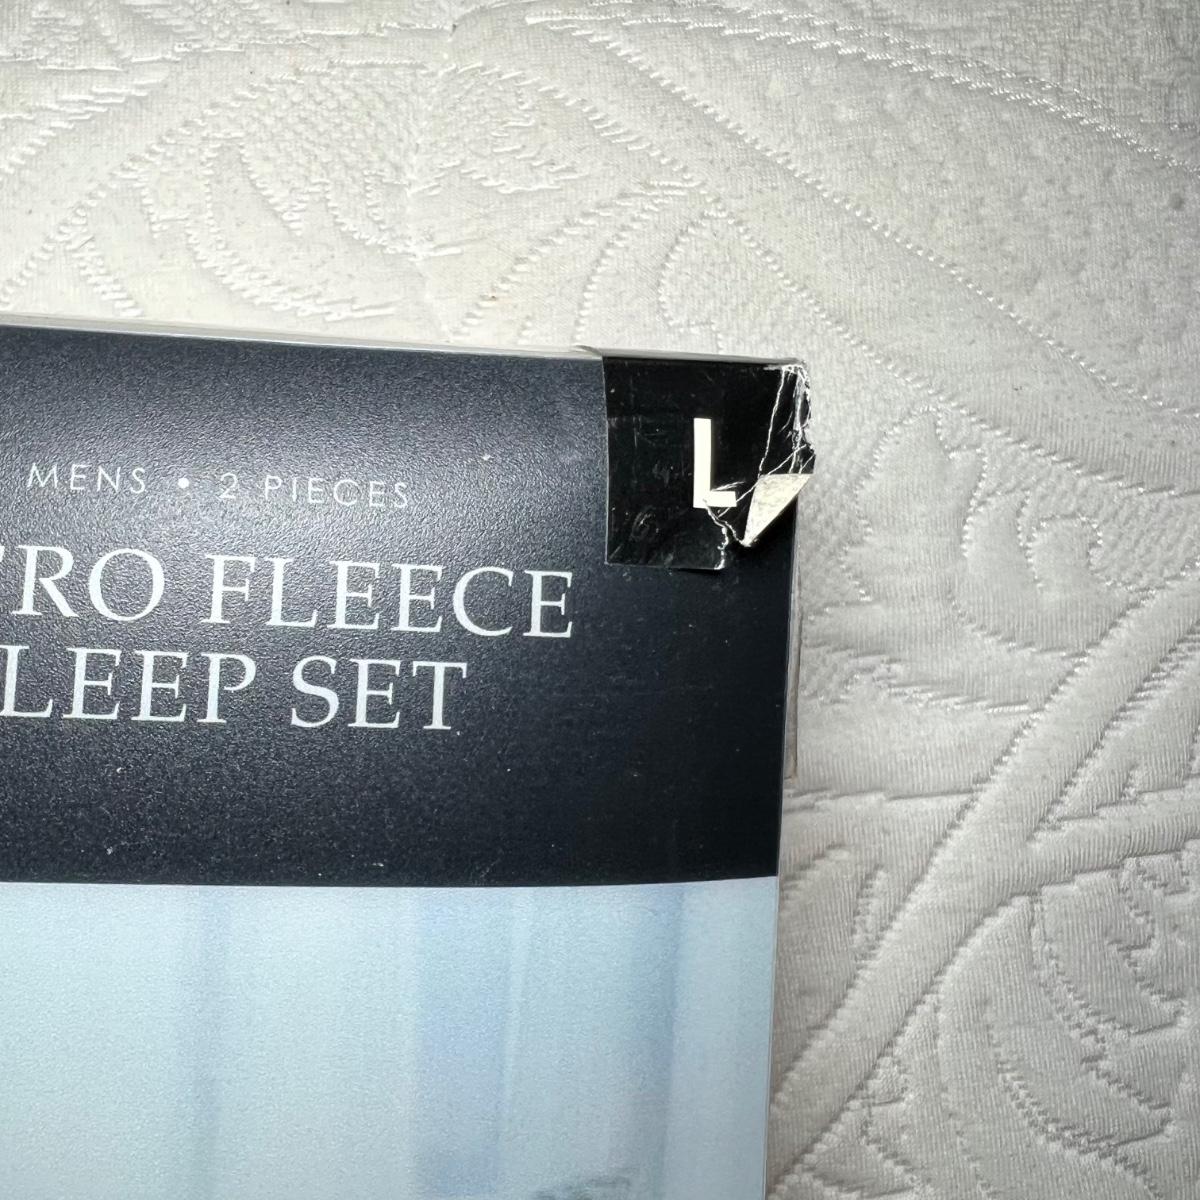 L
MENS • 2 PIECES
RO FLEECE
LEEP SET